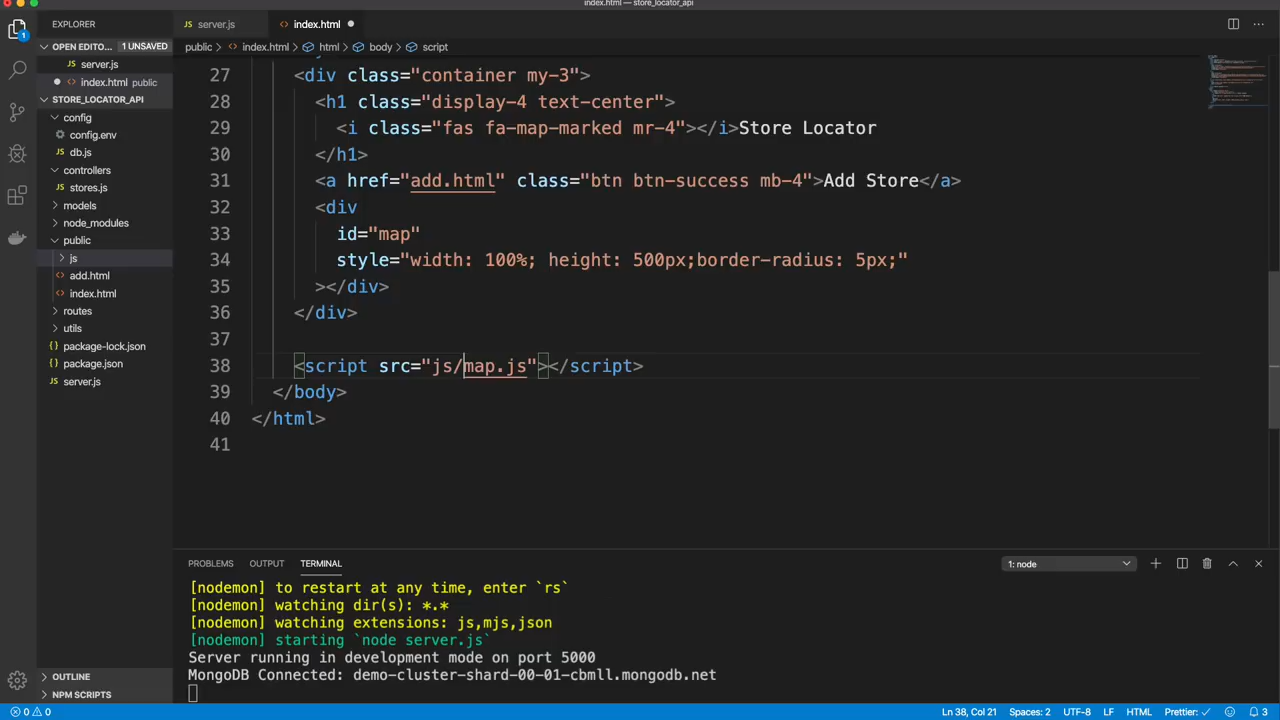 index.html — store_locator_api
EXPLORER
server.js
index.html
OPEN EDITO... 1 UNSAVED
server.js
index.html public
STORE_LOCATOR_API
config
config.env
db.js
controllers
stores.js
models
node_modules
public
js
add.html
index.html
routes
utils
package-lock.json
package.json
server.js
OUTLINE
NPM SCRIPTS
1
public > index.html > html > body > script
27 <div class="container my-3">
28 <h1 class="display-4 text-center">
29 <i class="fas fa-map-marked mr-4"></i>Store Locator
30 </h1>
31 <a href="add.html" class="btn btn-success mb-4">Add Store</a>
32 <div
33 id="map"
34 style="width: 100%; height: 500px;border-radius: 5px;"
35 ></div>
36 </div>
37
38 <script src="js/map.js"></script>
39 </body>
40 </html>
41
PROBLEMS OUTPUT TERMINAL 1: node
[nodemon] to restart at any time, enter `rs`
[nodemon] watching dir(s): *.*
[nodemon] watching extensions: js,mjs,json
[nodemon] starting `node server.js`
Server running in development mode on port 5000
MongoDB Connected: demo-cluster-shard-00-01-cbmll.mongodb.net
0 0 Ln 38, Col 21 Spaces: 2 UTF-8 LF HTML Prettier: ✓ 3